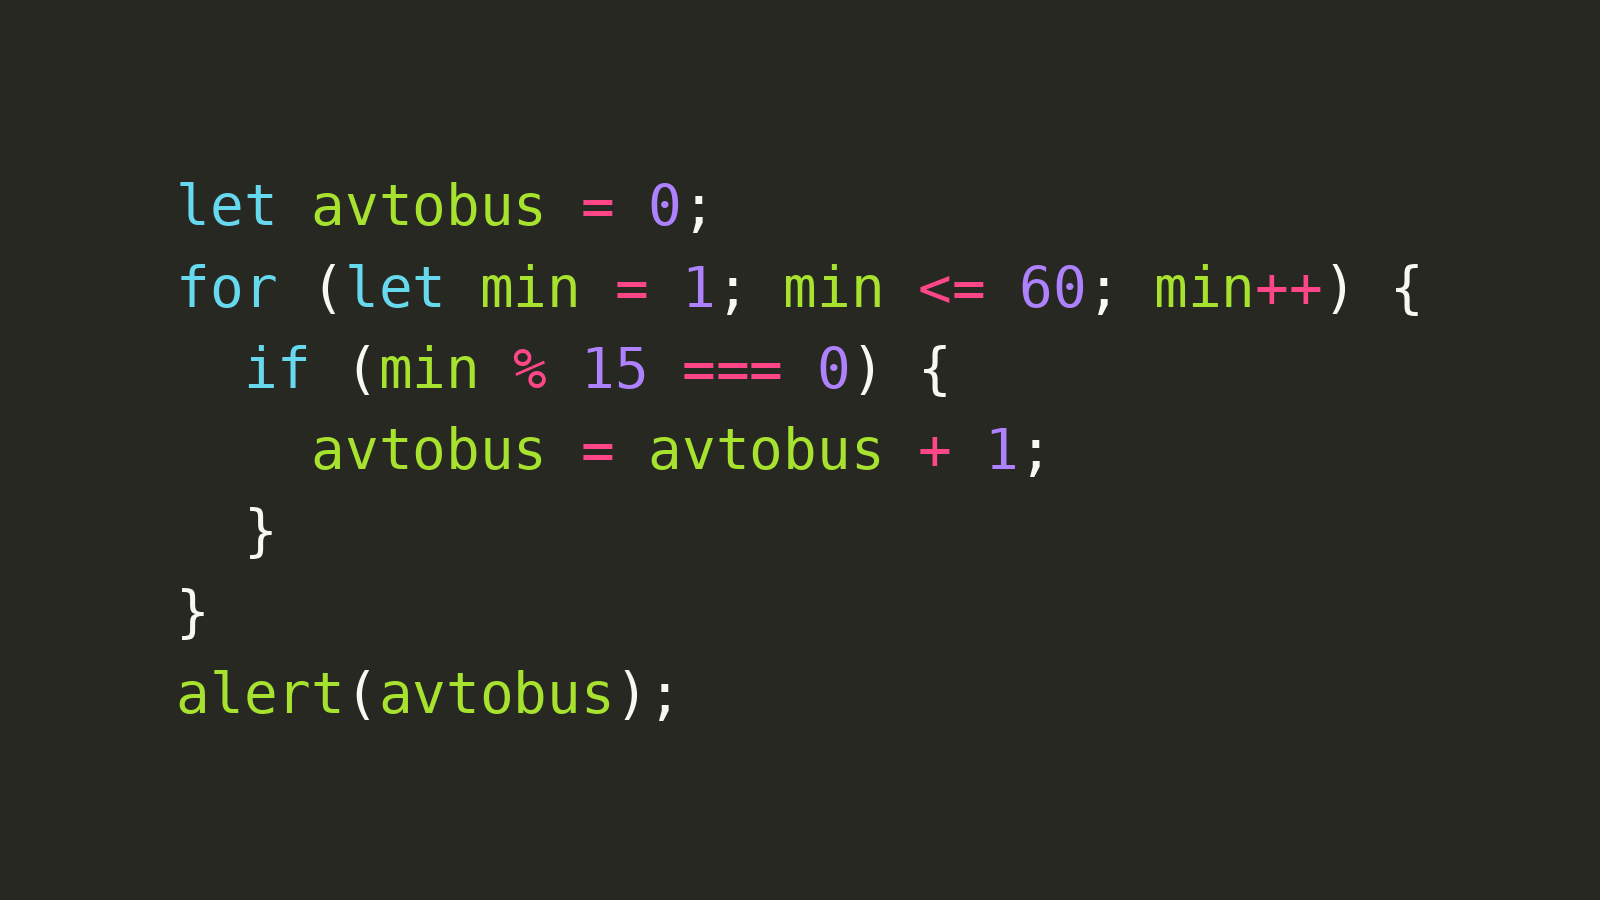 let avtobus = 0;
for (let min = 1; min <= 60; min++) {
  if (min % 15 === 0) {
    avtobus = avtobus + 1;
  }
}
alert(avtobus);